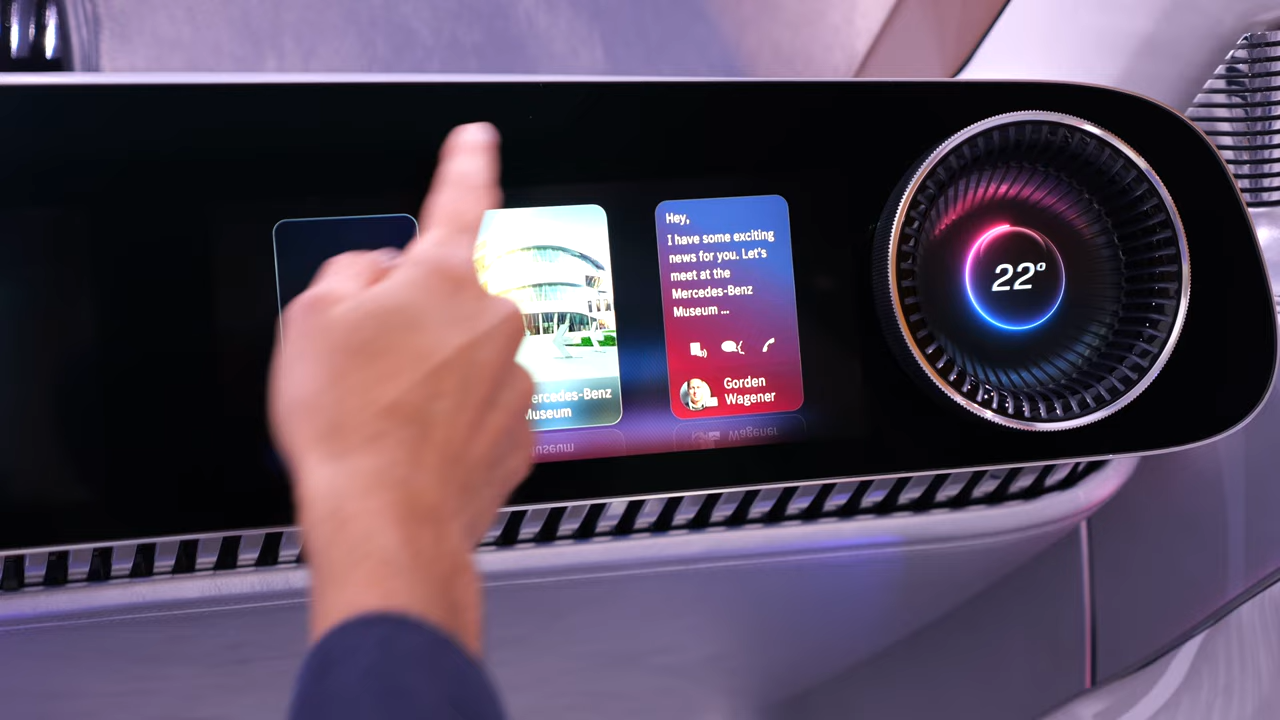 Hey,
I have some exciting
news for you. Let's
meet at the
Mercedes-Benz
Museum ...
Gorden
Wagener
ercedes-Benz
Museum
22°